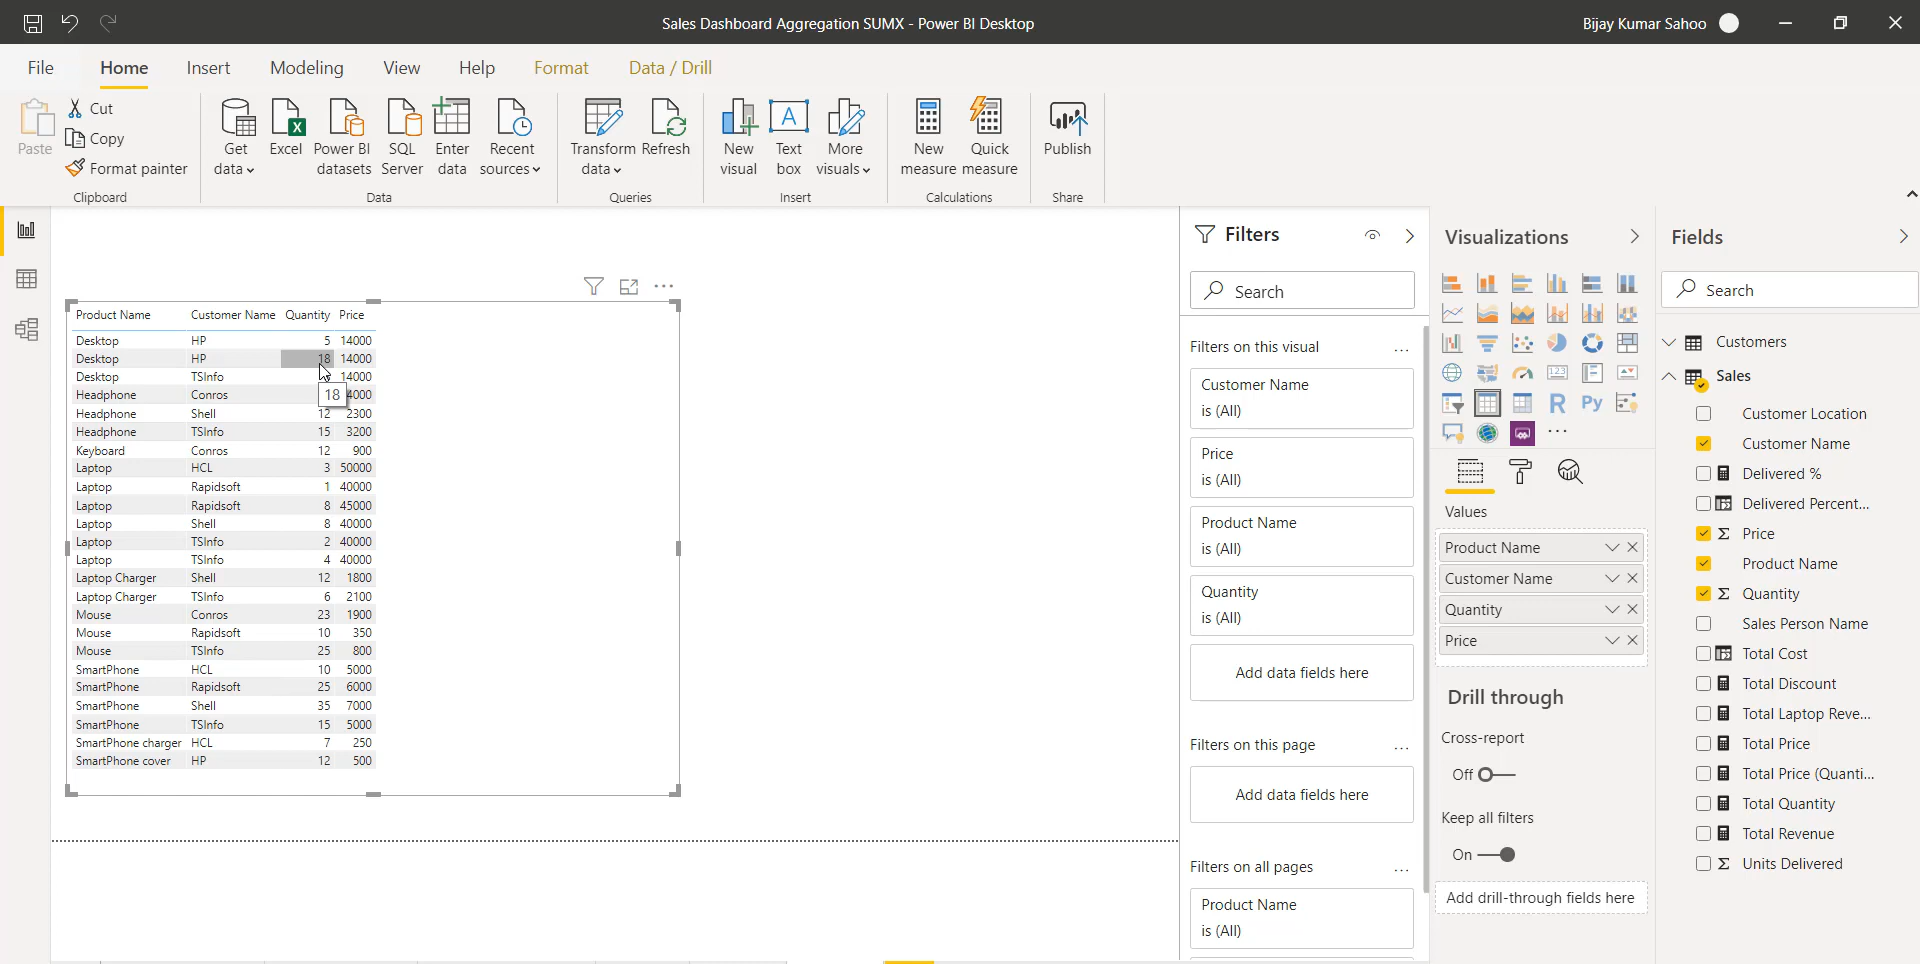 Sales Dashboard Aggregation SUMX - Power BI Desktop
Bijay Kumar Sahoo
File Home Insert Modeling View Help Format Data / Drill
Paste
Cut
Copy
Format painter
Clipboard
Get data
Excel
Power BI datasets
SQL Server
Enter data
Recent sources
Data
Transform data
Refresh
Queries
New visual
Text box
More visuals
Insert
New measure
Quick measure
Calculations
Publish
Share
Product Name Customer Name Quantity Price
Desktop HP 5 14000
Desktop HP 18 14000
Desktop TSInfo 14000
Headphone Conros 4000
18
Headphone Shell 12 2300
Headphone TSInfo 15 3200
Keyboard Conros 12 900
Laptop HCL 3 50000
Laptop Rapidsoft 1 40000
Laptop Rapidsoft 8 45000
Laptop Shell 8 40000
Laptop TSInfo 2 40000
Laptop TSInfo 4 40000
Laptop Charger Shell 12 1800
Laptop Charger TSInfo 6 2100
Mouse Conros 23 1900
Mouse Rapidsoft 10 350
Mouse TSInfo 25 800
SmartPhone HCL 10 5000
SmartPhone Rapidsoft 25 6000
SmartPhone Shell 35 7000
SmartPhone TSInfo 15 5000
SmartPhone charger HCL 7 250
SmartPhone cover HP 12 500
Filters
Search
Filters on this visual ...
Customer Name
is (All)
Price
is (All)
Product Name
is (All)
Quantity
is (All)
Add data fields here
Filters on this page ...
Add data fields here
Filters on all pages ...
Product Name
is (All)
Visualizations
123
R Py
...
Values
Product Name
Customer Name
Quantity
Price
Drill through
Cross-report
Off
Keep all filters
On
Add drill-through fields here
Fields
Search
Customers
Sales
Customer Location
Customer Name
Delivered %
Delivered Percent...
Σ Price
Product Name
Σ Quantity
Sales Person Name
Total Cost
Total Discount
Total Laptop Reve...
Total Price
Total Price (Quanti...
Total Quantity
Total Revenue
Σ Units Delivered